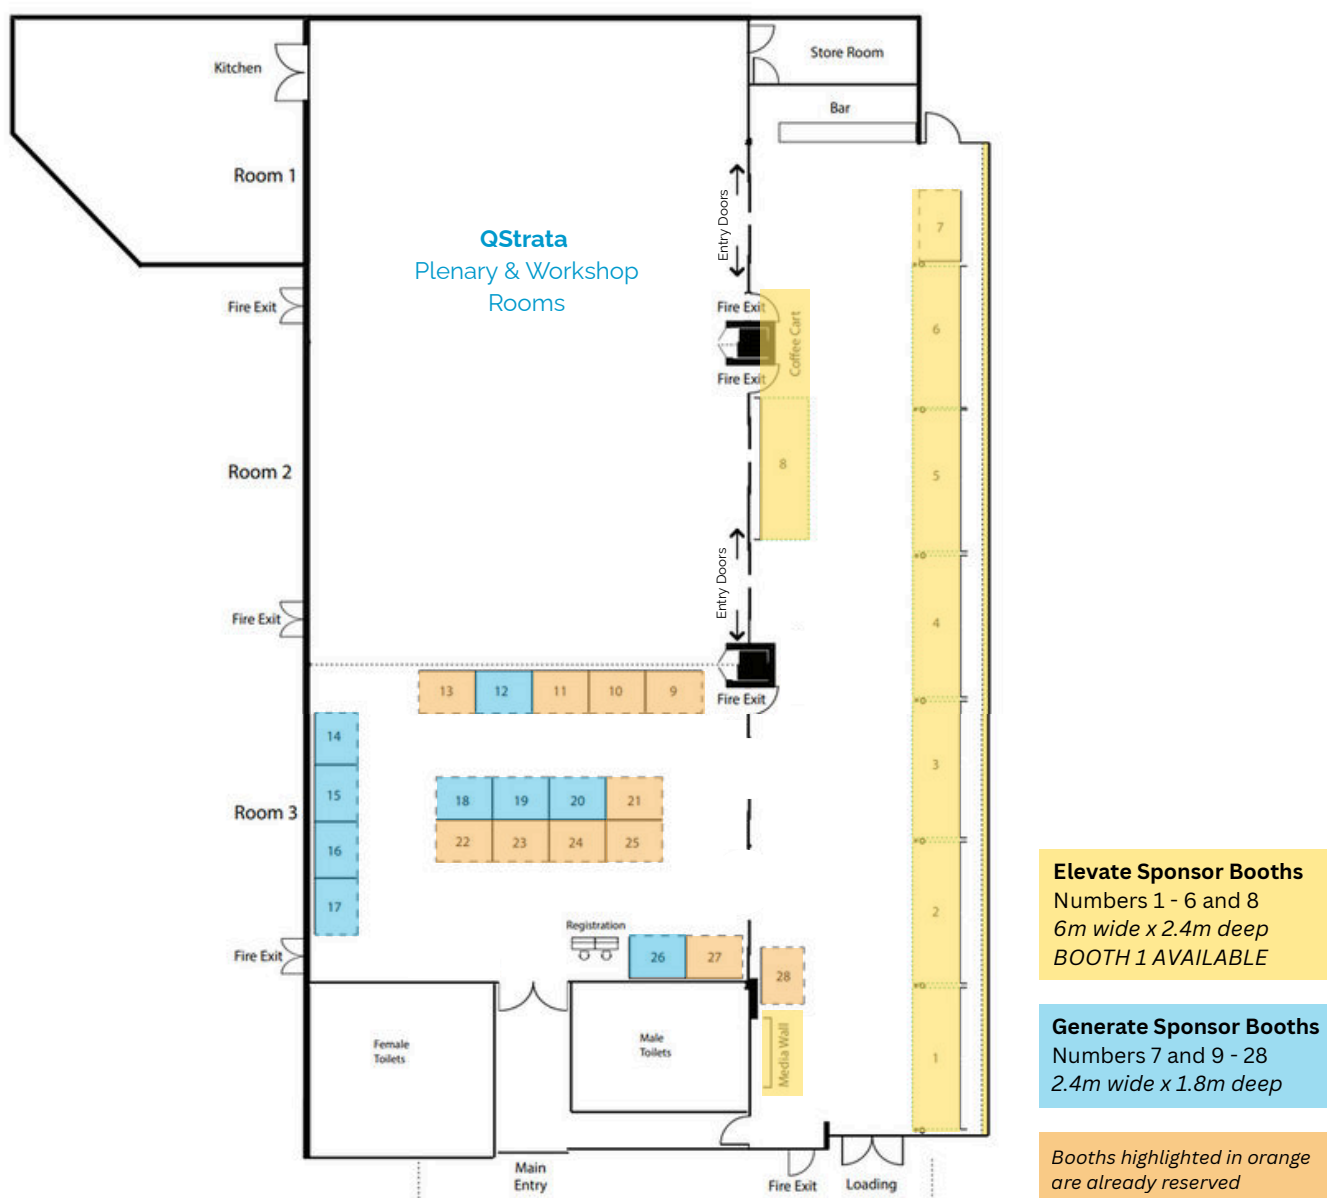 Store Room
Kitchen
Bar
Room 1
Entry Doors
7
QStrata
Plenary & Workshop
Rooms
Fire Exit
Fire Exit
Coffee Cart
6
Fire Exit
Room 2
8
5
Entry Doors
Fire Exit
4
13
12
11
10
9
Fire Exit
14
3
15
18
19
20
21
Room 3
22
23
24
25
16
17
2
Registration
Fire Exit
26
27
28
Female
Toilets
Male
Toilets
Media Wall
1
Main
Entry
Fire Exit
Loading
Elevate Sponsor Booths
Numbers 1 - 6 and 8
6m wide x 2.4m deep
BOOTH 1 AVAILABLE
Generate Sponsor Booths
Numbers 7 and 9 - 28
2.4m wide x 1.8m deep
Booths highlighted in orange
are already reserved